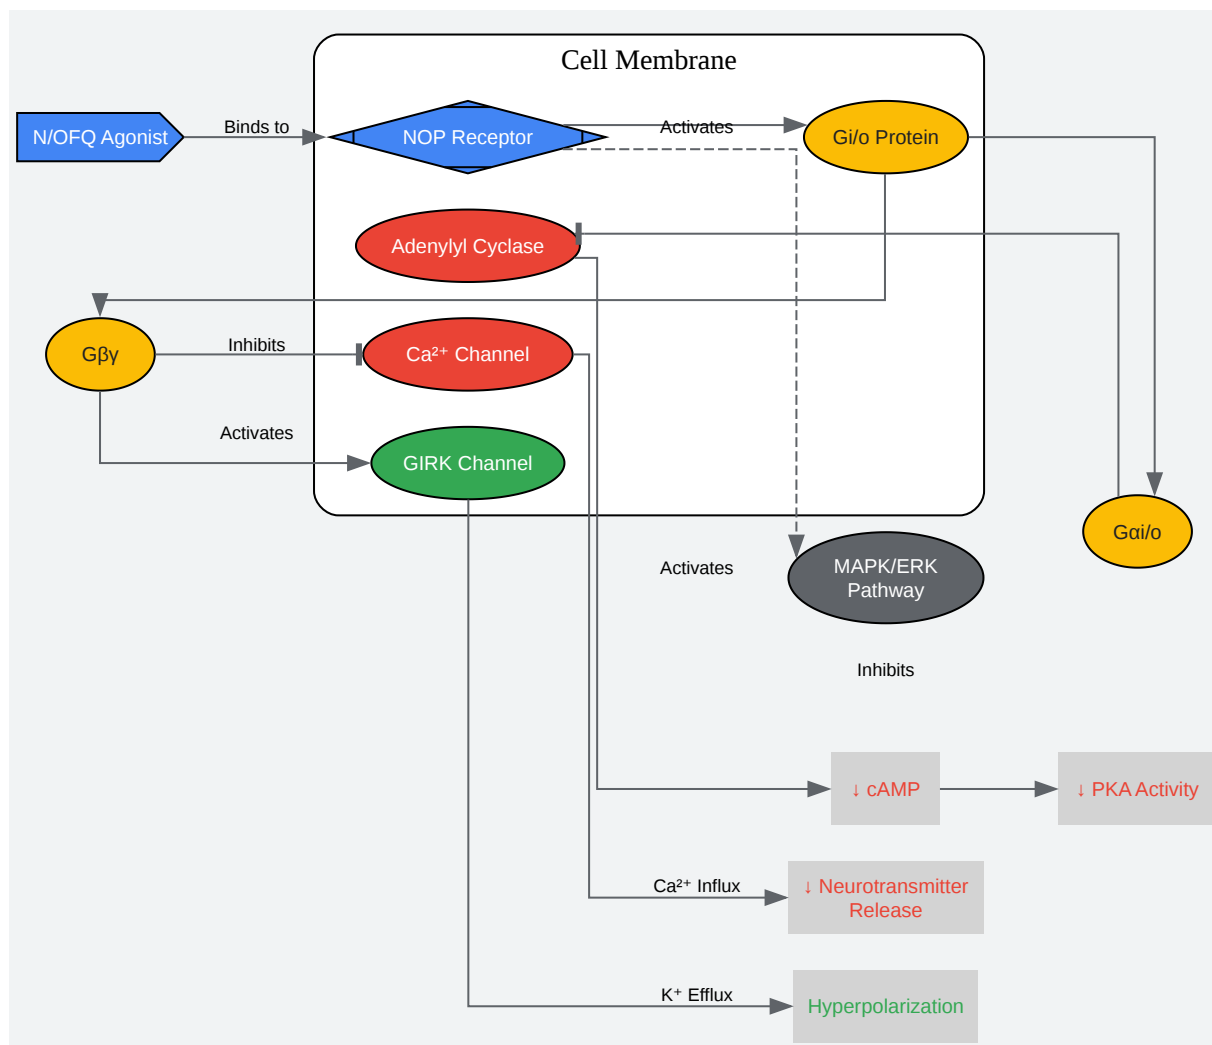 Cell Membrane
N/OFQ Agonist
Binds to
NOP Receptor
Activates
Gi/o Protein
Adenylyl Cyclase
Gβγ
Inhibits
Ca²⁺ Channel
Activates
GIRK Channel
Gαi/o
Activates
MAPK/ERK
Pathway
Inhibits
↓ cAMP
↓ PKA Activity
Ca²⁺ Influx
↓ Neurotransmitter
Release
K⁺ Efflux
Hyperpolarization